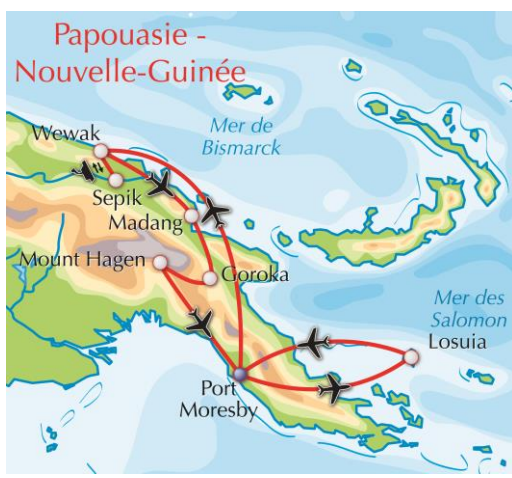 Papouasie -
Nouvelle-Guinée
Wewak
Mer de
Bismarck
Sepik
Madang
Mount Hagen
Goroka
Mer des
Salomon
Losuia
Port
Moresby